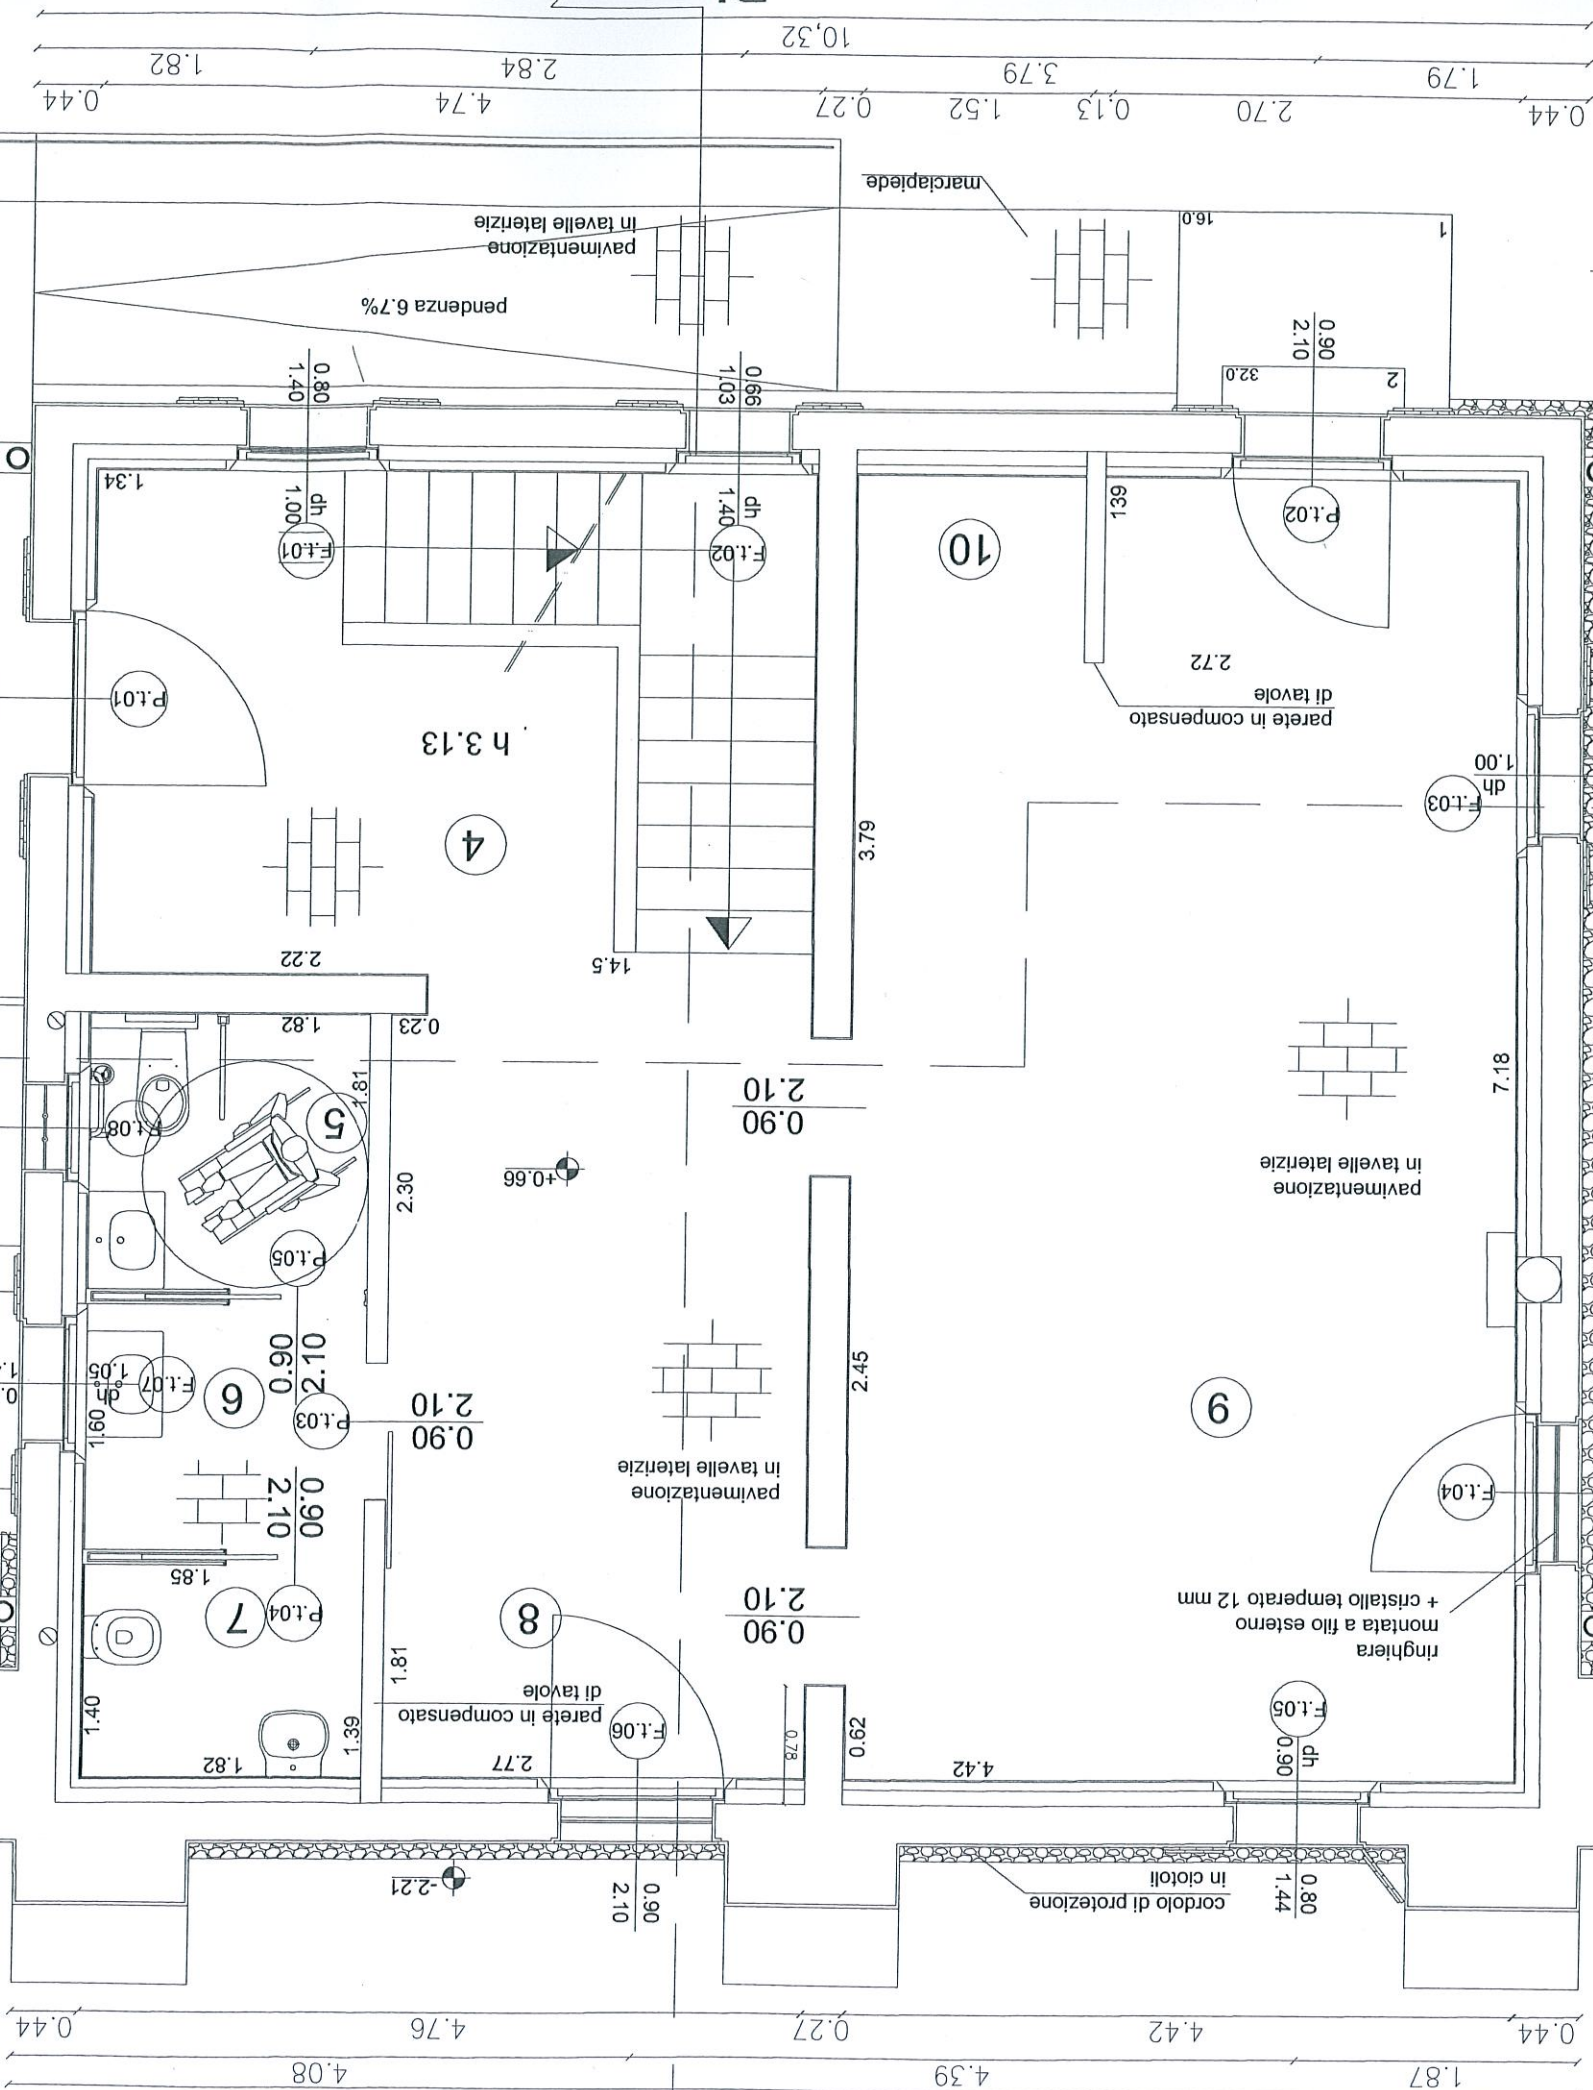 1.87
4.39
4.08
0.44
4.42
0.27
4.76
0.44
cordolo di protezione
in ciotoli
0.80
1.44
0.90
2.10
-2.21
dh
0.90
F.t.05
4.42
0.62
0.78
2.77
F.t.06
1.39
1.82
1.40
ringhiera
montata a filo esterno
+ cristallo temperato 12 mm
parete in compensato
di tavole
1.81
0.90
2.10
8
P.t.04
7
1.85
F.t.04
pavimentazione
in tavelle laterizie
0.90
2.10
9
2.45
0.90
2.10
P.t.03
6
F.t.07
dh
1.05
1.60
0.90
2.10
P.t.05
pavimentazione
in tavelle laterizie
7.18
+0.66
2.30
0.90
2.10
5
1.81
F.t.08
0.23
1.82
14.5
2.22
F.t.03
dh
1.00
3.79
4
h 3.13
parete in compensato
di tavole
2.72
P.t.01
P.t.02
139
10
F.t.02
dh
1.40
F.t.01
dh
1.00
1.34
0.90
2.10
2
32.0
0.66
1.03
0.80
1.40
pendenza 6.7%
1
16.0
pavimentazione
in tavelle laterizie
marciapiede
0.44
2.70
0.13
1.52
0.27
4.74
0.44
1.79
3.79
2.84
1.82
10,32